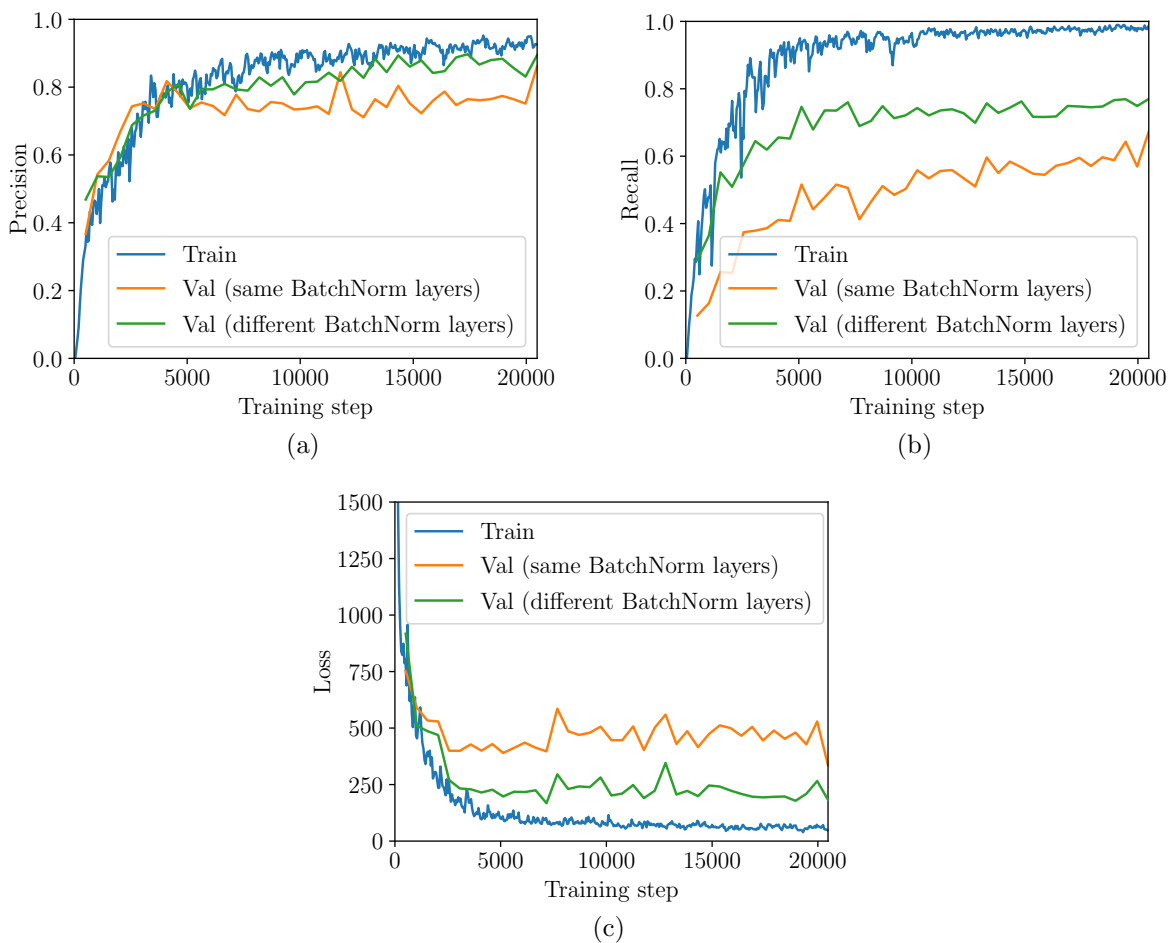 1.0
0.8
0.6
0.4
0.2
0.0
Precision
0 5000 10000 15000 20000
Training step
Train
Val (same BatchNorm layers)
Val (different BatchNorm layers)
(a)
1.0
0.8
0.6
0.4
0.2
0.0
Recall
0 5000 10000 15000 20000
Training step
Train
Val (same BatchNorm layers)
Val (different BatchNorm layers)
(b)
1500
1250
1000
750
500
250
0
Loss
0 5000 10000 15000 20000
Training step
Train
Val (same BatchNorm layers)
Val (different BatchNorm layers)
(c)